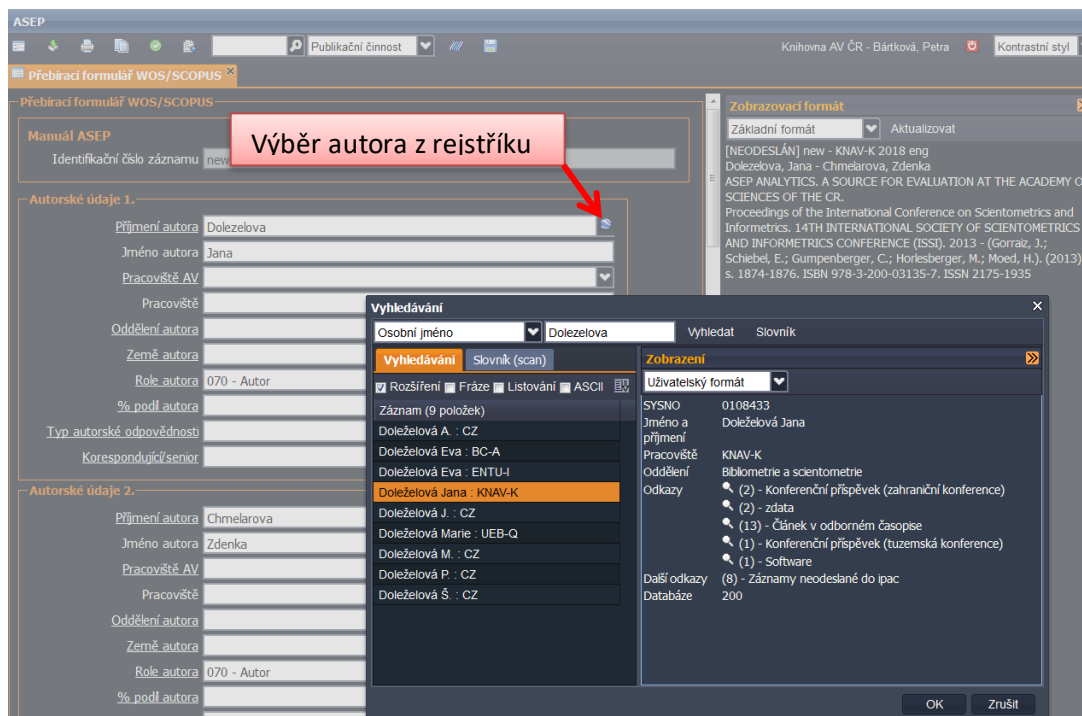 ASEP
Publikační činnost
Knihovna AV ČR - Bártková, Petra
Kontrastní styl
Přebírací formulář WOS/SCOPUS
Přebírací formulář WOS/SCOPUS
Manuál ASEP
Identifikační číslo záznamu new
Výběr autora z rejstříku
Autorské údaje 1.
Příjmení autora Dolezelova
Jméno autora Jana
Pracoviště AV
Pracoviště
Oddělení autora
Země autora
Role autora 070 - Autor
% podíl autora
Typ autorské odpovědnosti
Korespondující/senior
Autorské údaje 2.
Příjmení autora Chmelarova
Jméno autora Zdenka
Pracoviště AV
Pracoviště
Oddělení autora
Země autora
Role autora 070 - Autor
% podíl autora
Zobrazovací formát
Základní formát Aktualizovat
[NEODESLÁN] new - KNAV-K 2018 eng
Dolezelova, Jana - Chmelarova, Zdenka
ASEP ANALYTICS. A SOURCE FOR EVALUATION AT THE ACADEMY O
SCIENCES OF THE CR.
Proceedings of the International Conference on Scientometrics and
Informetrics. 14TH INTERNATIONAL SOCIETY OF SCIENTOMETRICS
AND INFORMETRICS CONFERENCE (ISSI). 2013 - (Gorraiz, J.;
Schiebel, E.; Gumpenberger, C.; Horlesberger, M.; Moed, H.). (2013)
s. 1874-1876. ISBN 978-3-200-03135-7. ISSN 2175-1935
Vyhledávání
Osobní jméno Dolezelova Vyhledat Slovník
Vyhledávání Slovník (scan)
Rozšíření Fráze Listování ASCII
Záznam (9 položek)
Doleželová A. : CZ
Doleželová Eva : BC-A
Doleželová Eva : ENTU-I
Doleželová Jana : KNAV-K
Doleželová J. : CZ
Doleželová Marie : UEB-Q
Doleželová M. : CZ
Doleželová P. : CZ
Doleželová Š. : CZ
Zobrazení
Uživatelský formát
SYSNO 0108433
Jméno a příjmení Doleželová Jana
Pracoviště KNAV-K
Oddělení Bibliometrie a scientometrie
Odkazy (2) - Konferenční příspěvek (zahraniční konference)
(2) - zdata
(13) - Článek v odborném časopise
(1) - Konferenční příspěvek (tuzemská konference)
(1) - Software
Další odkazy (8) - Záznamy neodeslané do ipac
Databáze 200
OK Zrušit